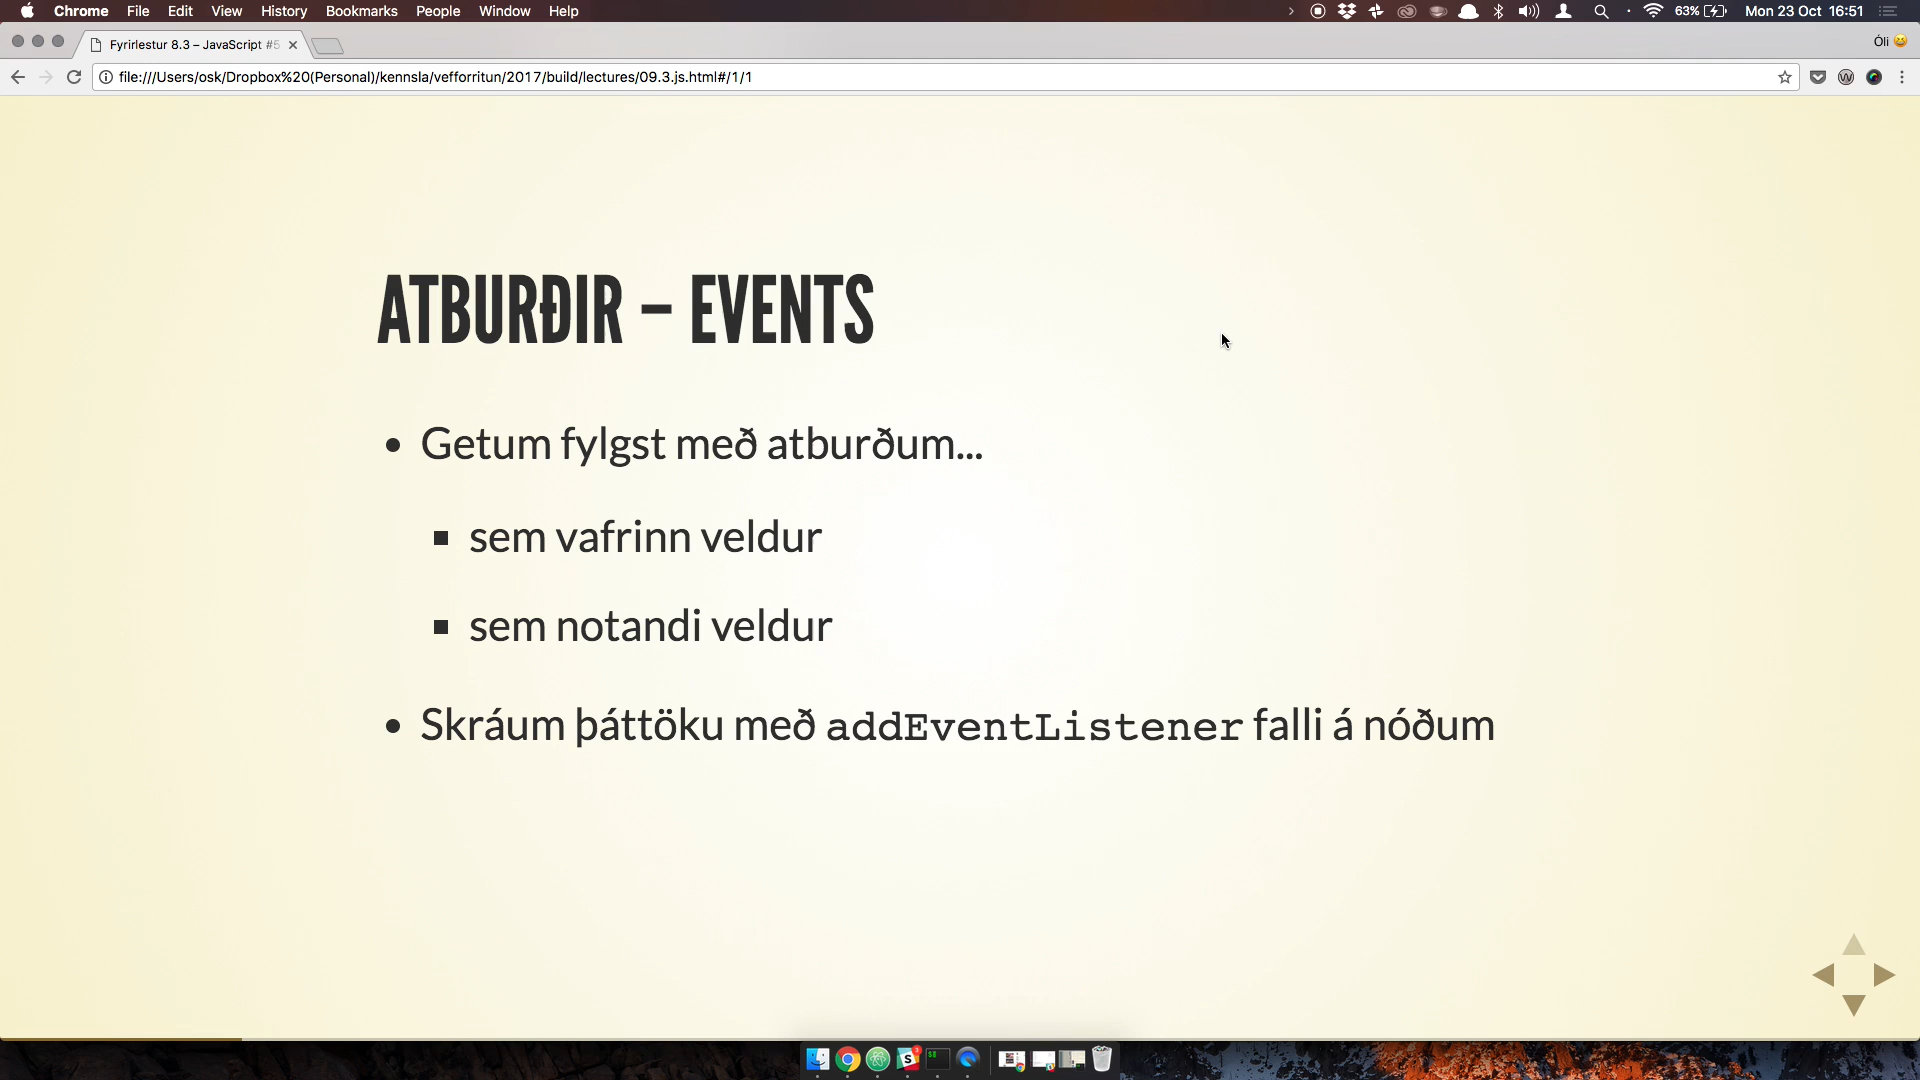 Chrome File Edit View History Bookmarks People Window Help 63% Mon 23 Oct 16:51
Fyrirlestur 8.3 – JavaScript #5
Óli
file:///Users/osk/Dropbox%20(Personal)/kennsla/vefforritun/2017/build/lectures/09.3.js.html#/1/1
ATBURÐIR – EVENTS
Getum fylgst með atburðum...
sem vafrinn veldur
sem notandi veldur
Skráum þáttöku með addEventListener falli á nóðum